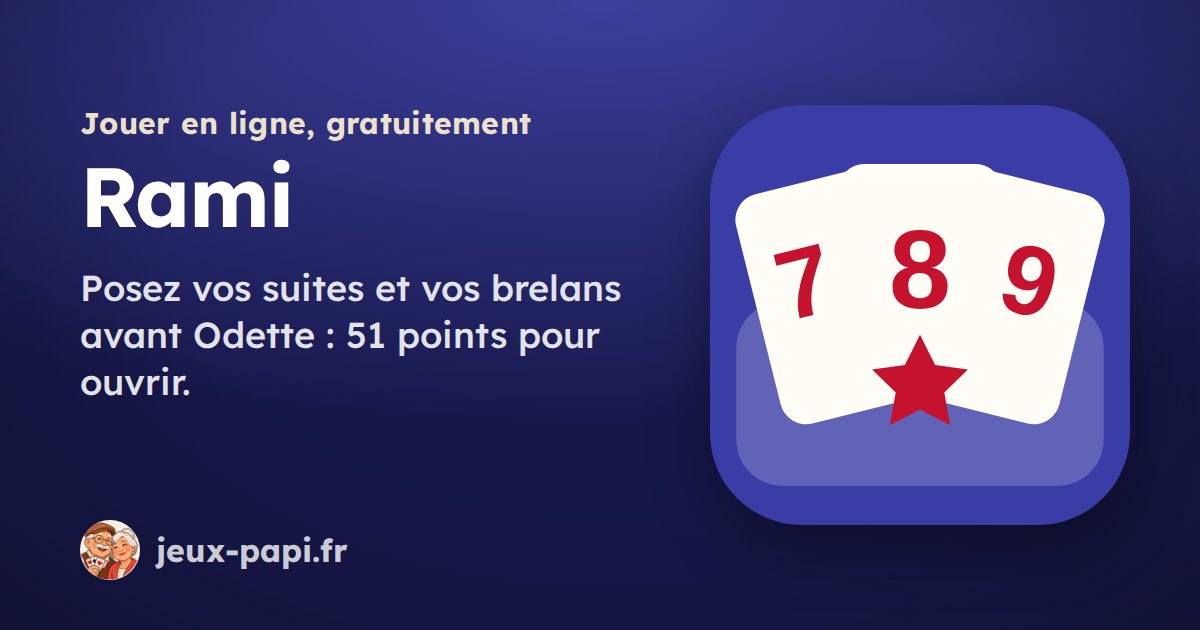 Jouer en ligne, gratuitement
Rami
Posez vos suites et vos brelans
avant Odette : 51 points pour
ouvrir.
7 8 9
jeux-papi.fr